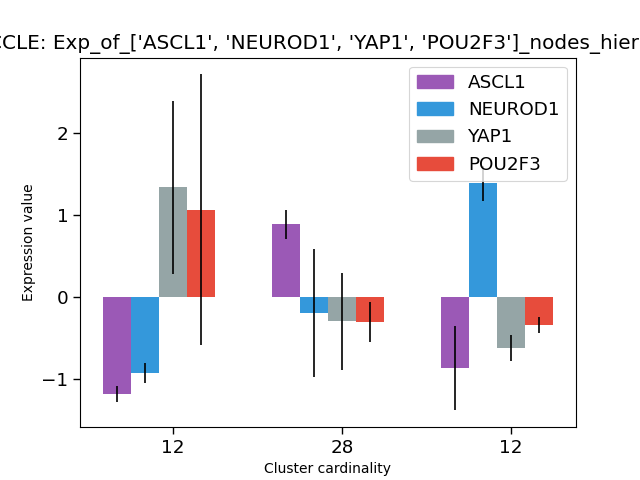 CCLE: Exp_of_['ASCL1', 'NEUROD1', 'YAP1', 'POU2F3']_nodes_hier
ASCL1
NEUROD1
YAP1
POU2F3
Expression value
2
1
0
−1
12
28
12
Cluster cardinality